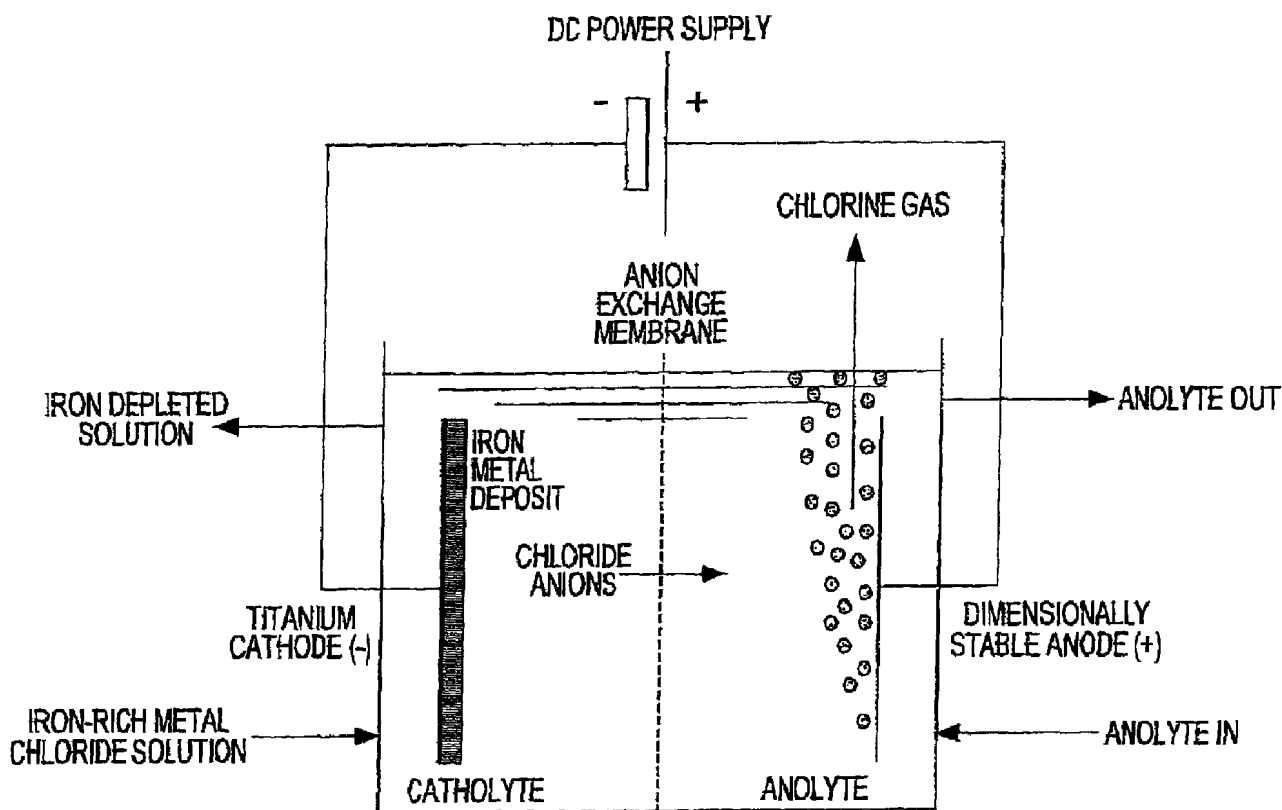 DC POWER SUPPLY
- +
CHLORINE GAS
ANION
EXCHANGE
MEMBRANE
IRON DEPLETED
SOLUTION
ANOLYTE OUT
IRON
METAL
DEPOSIT
CHLORIDE
ANIONS
TITANIUM
CATHODE (-)
DIMENSIONALLY
STABLE ANODE (+)
IRON-RICH METAL
CHLORIDE SOLUTION
ANOLYTE IN
CATHOLYTE
ANOLYTE